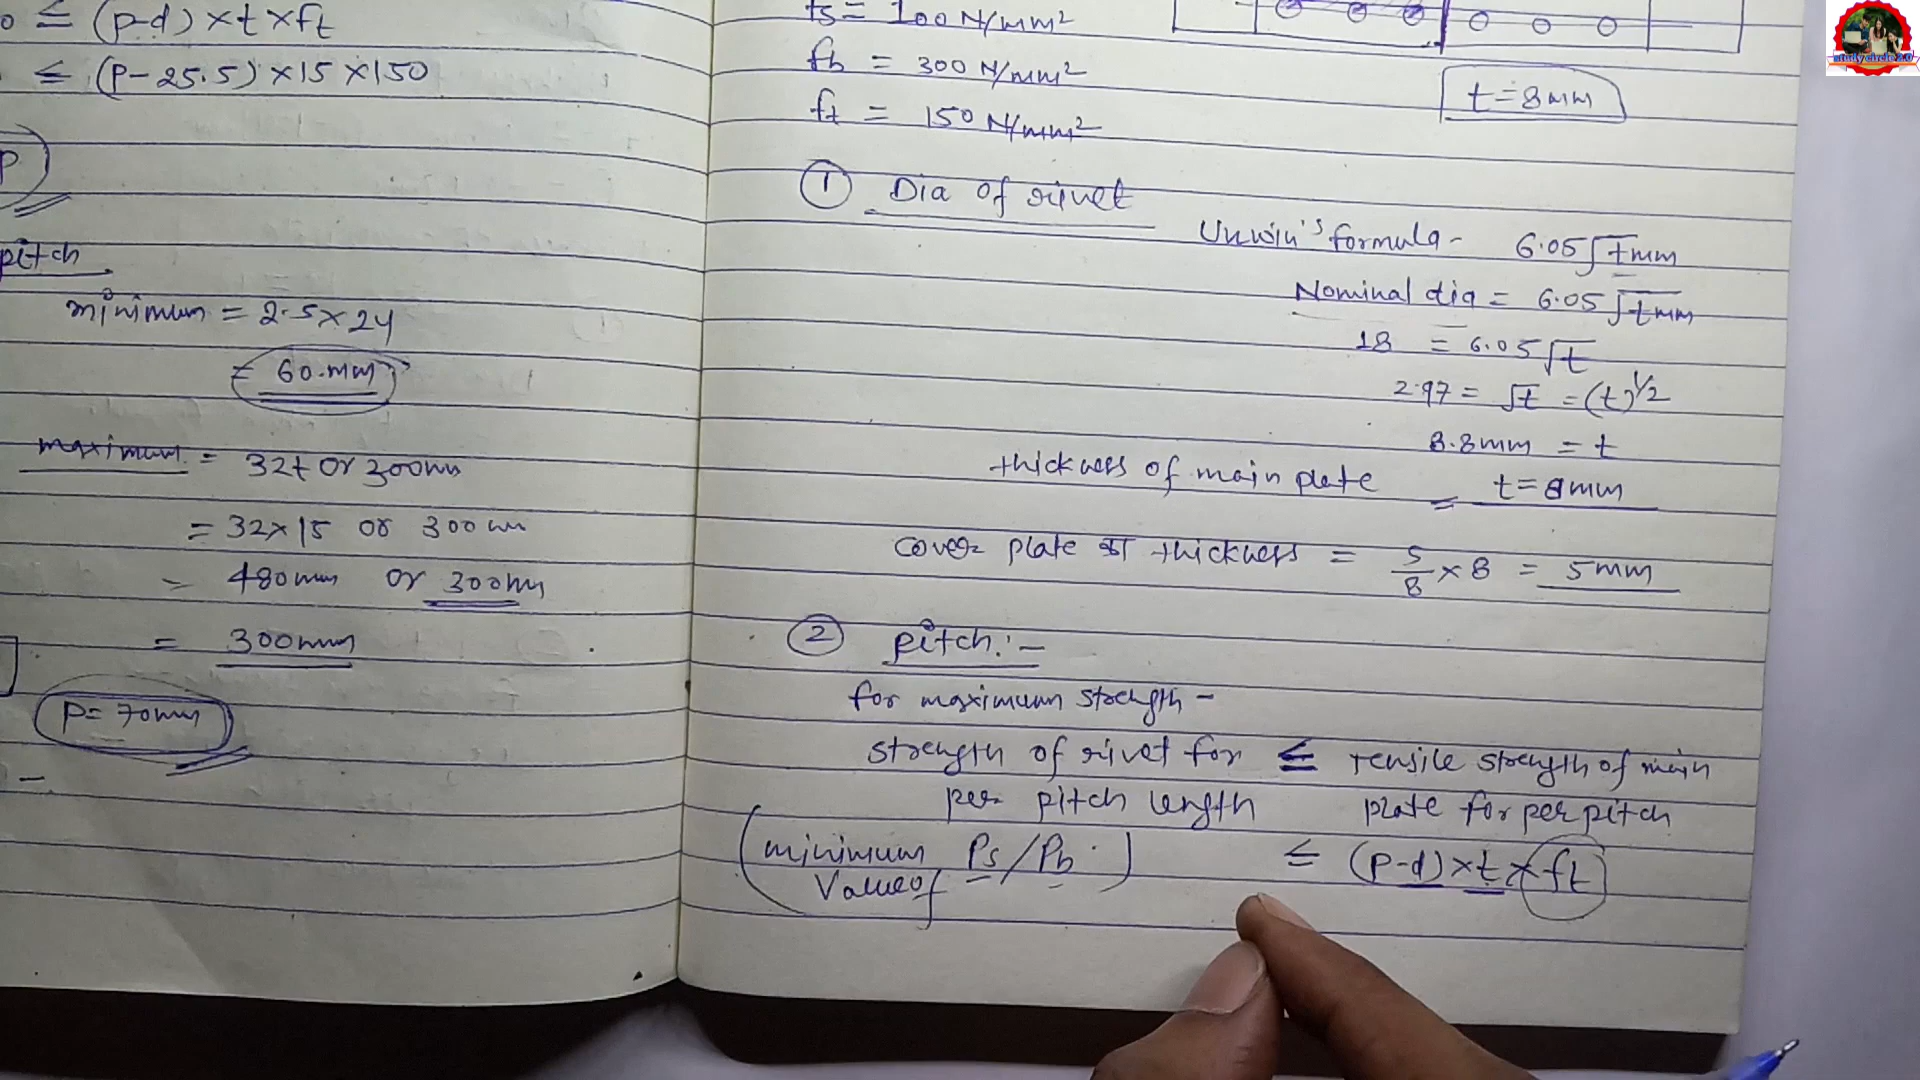 ≤ (p-d) × t × ft
≤ (P - 25.5) × 15 × 150
P
pitch
minimum = 2.5 × 24
= 60 mm
maximum = 32t or 300mm
= 32 × 15 or 300 mm
= 480mm or 300mm
= 300mm
P = 70mm
fs = 100 N/mm²
fb = 300 N/mm²
ft = 150 N/mm²
t = 8mm
① Dia of rivet
Unwin's formula - 6.05√t mm
Nominal dia = 6.05√t mm
18 = 6.05√t
2.97 = √t = (t)^1/2
8.8mm = t
thickness of main plate = t = 8mm
cover plate का thickness = 5/8 × 8 = 5mm
② pitch :-
for maximum strength -
strength of rivet for ≤ Tensile strength of main
per pitch length plate for per pitch
(minimum Ps/Pb) ≤ (p-d) × t × ft
Value of
study circle 2.0